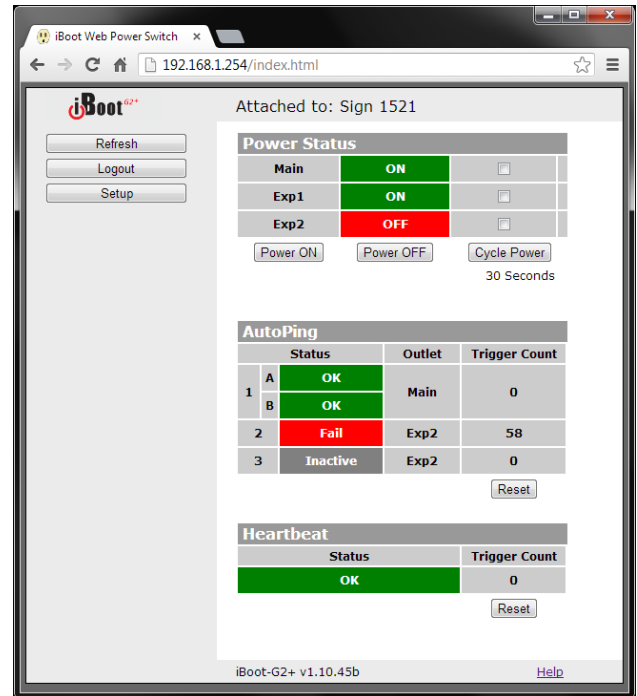 iBoot Web Power Switch ×
192.168.1.254/index.html
iBoot G2+
Attached to: Sign 1521
Refresh
Logout
Setup
Power Status
Main ON
Exp1 ON
Exp2 OFF
Power ON Power OFF Cycle Power
30 Seconds
AutoPing
Status Outlet Trigger Count
1 A OK Main 0
B OK
2 Fail Exp2 58
3 Inactive Exp2 0
Reset
Heartbeat
Status Trigger Count
OK 0
Reset
iBoot-G2+ v1.10.45b Help